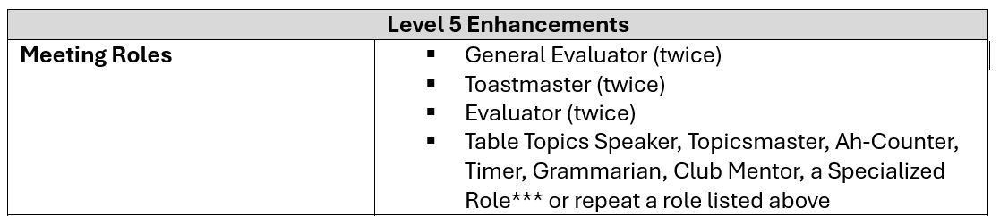 Level 5 Enhancements
Meeting Roles
▪ General Evaluator (twice)
▪ Toastmaster (twice)
▪ Evaluator (twice)
▪ Table Topics Speaker, Topicsmaster, Ah-Counter,
Timer, Grammarian, Club Mentor, a Specialized
Role*** or repeat a role listed above